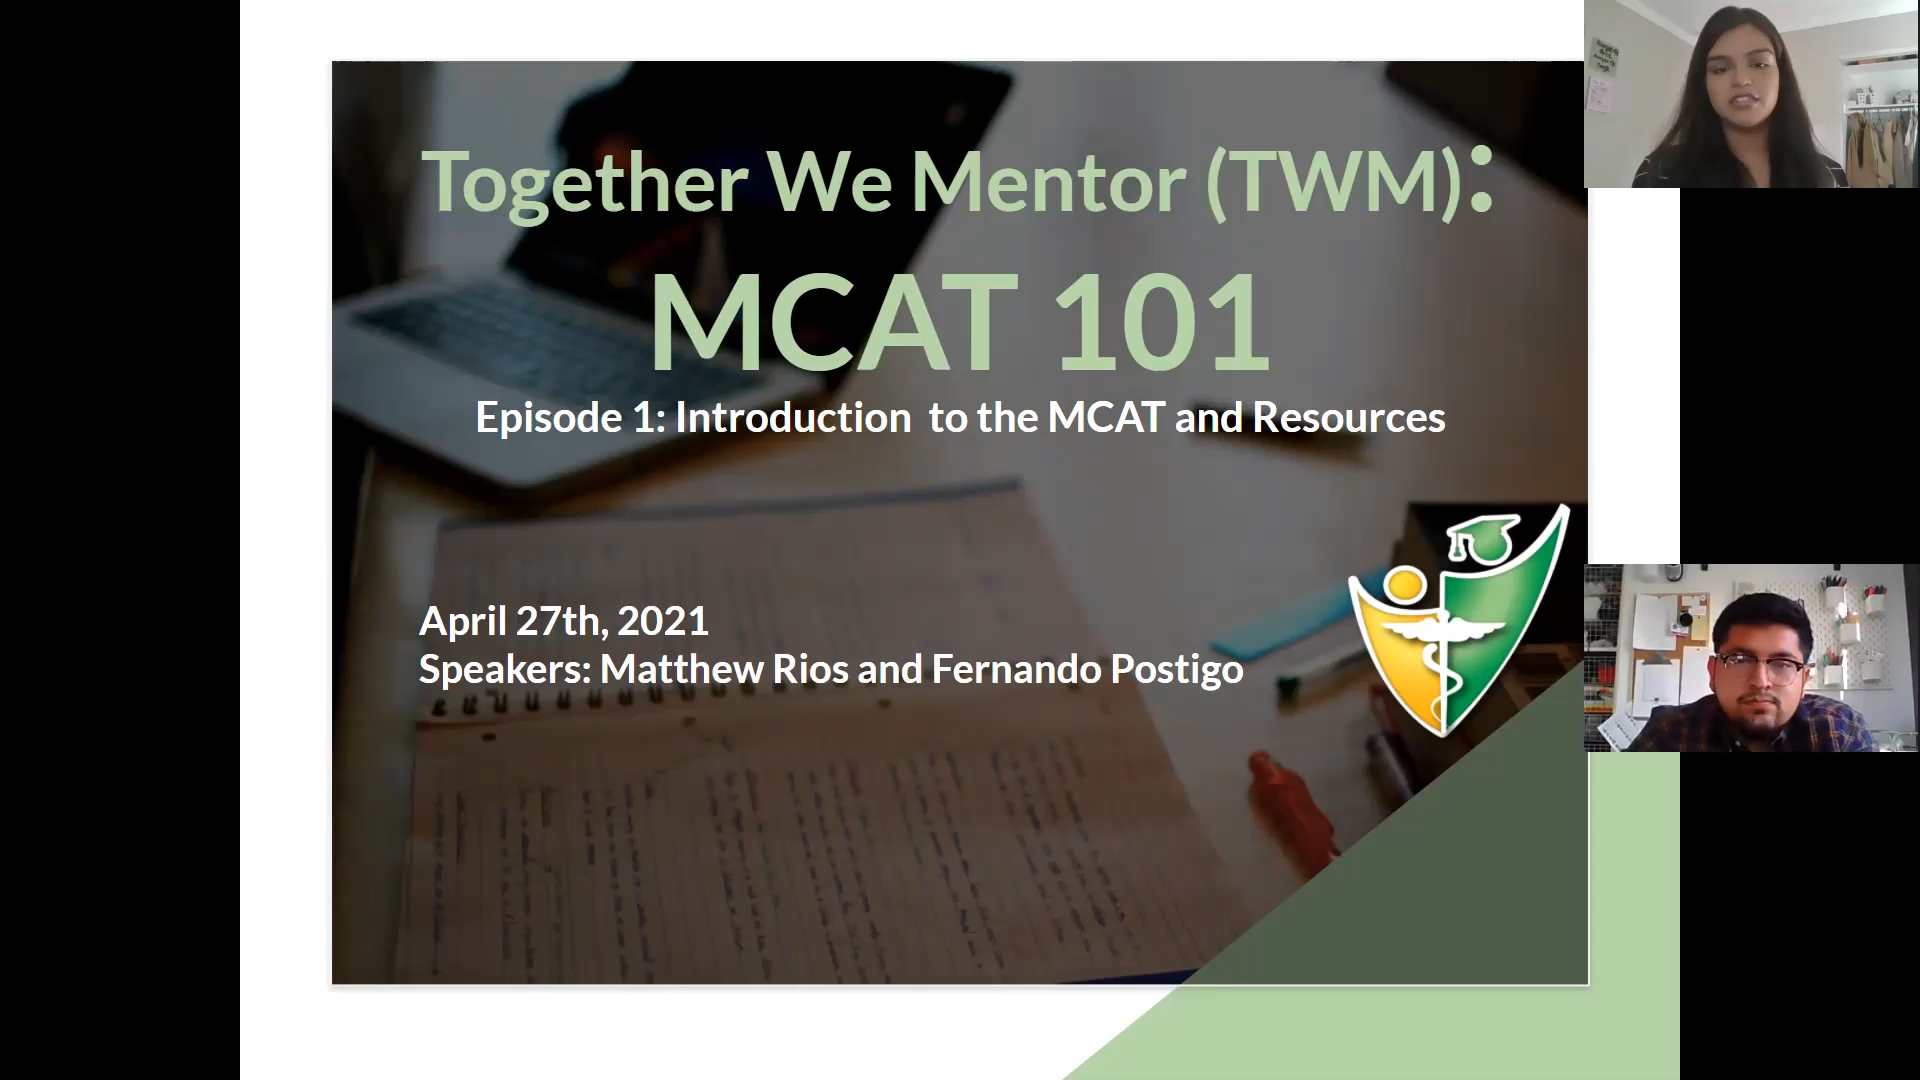 Together We Mentor (TWM):
MCAT 101
Episode 1: Introduction  to the MCAT and Resources
April 27th, 2021
Speakers: Matthew Rios and Fernando Postigo